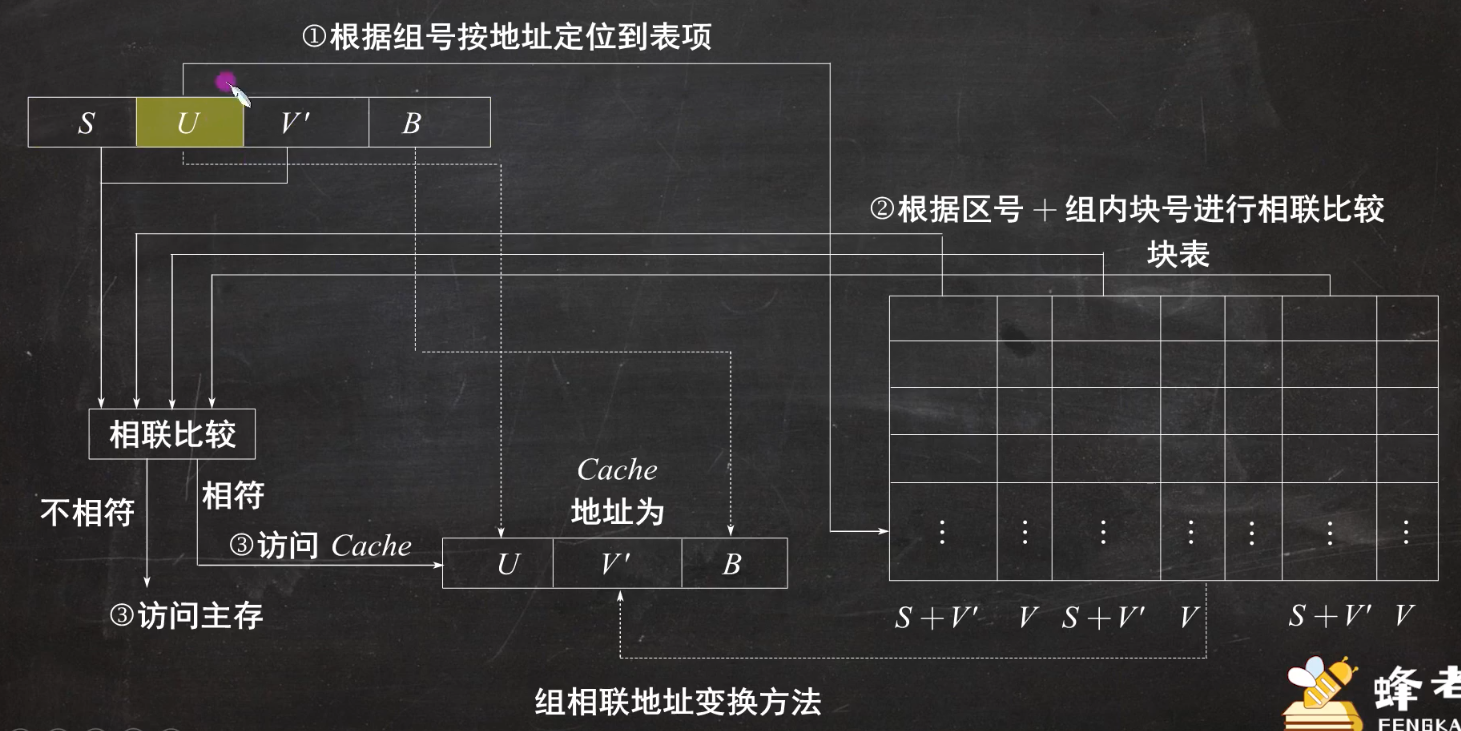 ①根据组号按地址定位到表项
S U V' B
②根据区号 + 组内块号进行相联比较
块表
相联比较
不相符
相符
Cache
地址为
③访问 Cache
U V' B
③访问主存
⋮ ⋮ ⋮ ⋮ ⋮ ⋮ ⋮
S+V' V S+V' V S+V' V
组相联地址变换方法
蜂老
FENGKA